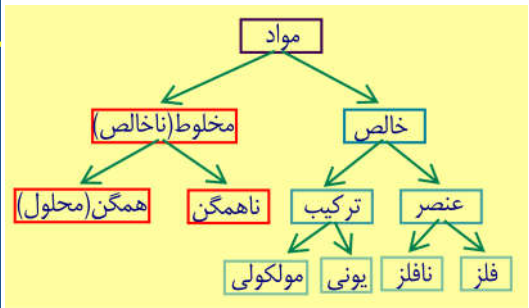 مواد
خالص
مخلوط(ناخالص)
عنصر
ترکیب
ناهمگن
همگن(محلول)
فلز
نافلز
یونی
مولکولی